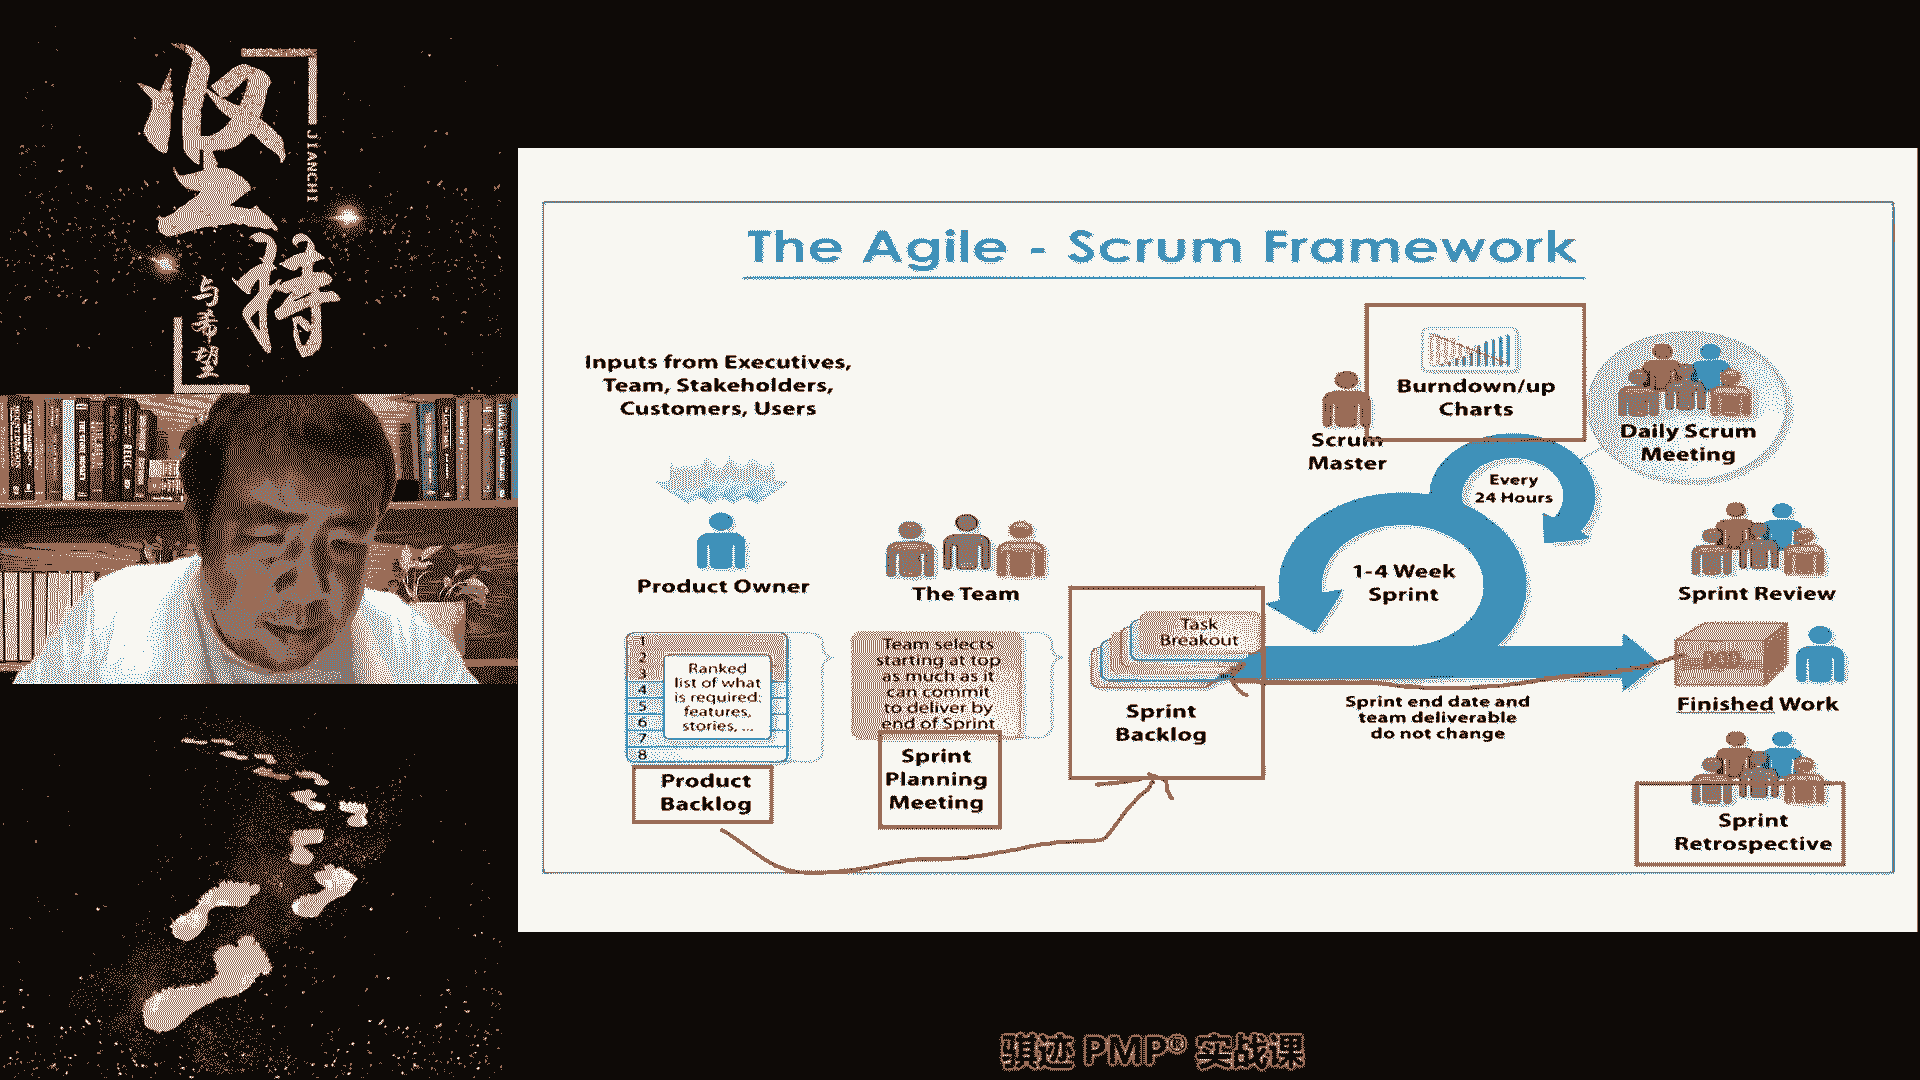 坚持
JIANCHI
与希望
The Agile - Scrum Framework
Inputs from Executives,
Team, Stakeholders,
Customers, Users
Product Owner
The Team
1
2
3
4
5
6
7
8
Ranked
list of what
is required:
features,
stories, ...
Product
Backlog
Team selects
starting at top
as much as it
can commit
to deliver by
end of Sprint
Sprint
Planning
Meeting
Task
Breakout
Sprint
Backlog
Scrum
Master
Burndown/up
Charts
Every
24 Hours
1-4 Week
Sprint
Sprint end date and
team deliverable
do not change
Daily Scrum
Meeting
Sprint Review
Finished Work
Sprint
Retrospective
骐迹 PMP® 实战课